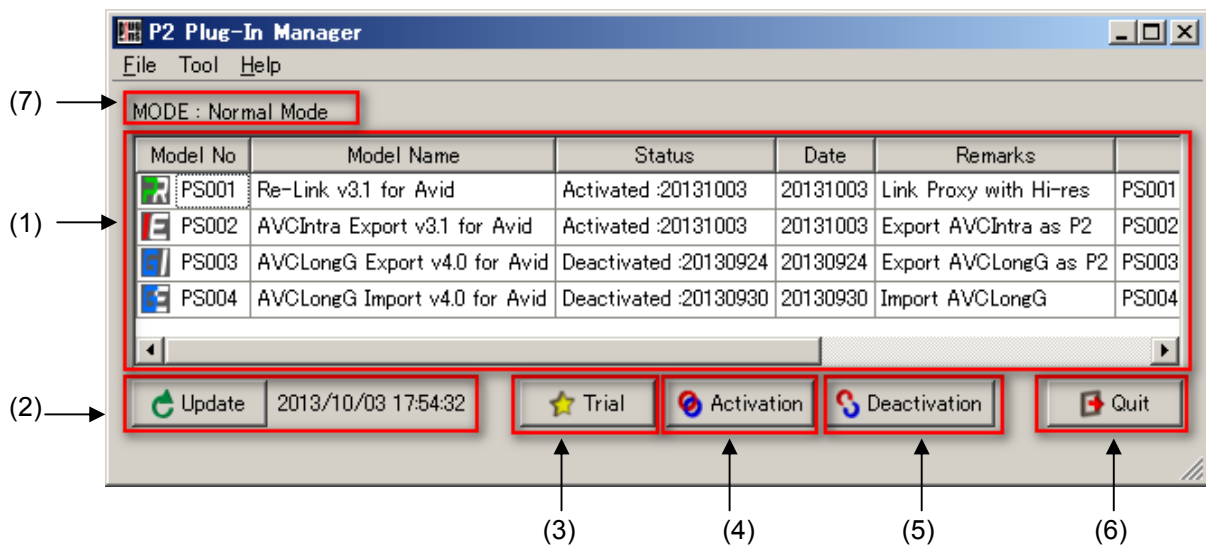 P2 Plug-In Manager
File Tool Help
(7)
MODE : Normal Mode
Model No Model Name Status Date Remarks
PS001 Re-Link v3.1 for Avid Activated :20131003 20131003 Link Proxy with Hi-res PS001
(1)
PS002 AVCIntra Export v3.1 for Avid Activated :20131003 20131003 Export AVCIntra as P2 PS002
PS003 AVCLongG Export v4.0 for Avid Deactivated :20130924 20130924 Export AVCLongG as P2 PS003
PS004 AVCLongG Import v4.0 for Avid Deactivated :20130930 20130930 Import AVCLongG PS004
(2)
Update 2013/10/03 17:54:32 Trial Activation Deactivation Quit
(3) (4) (5) (6)